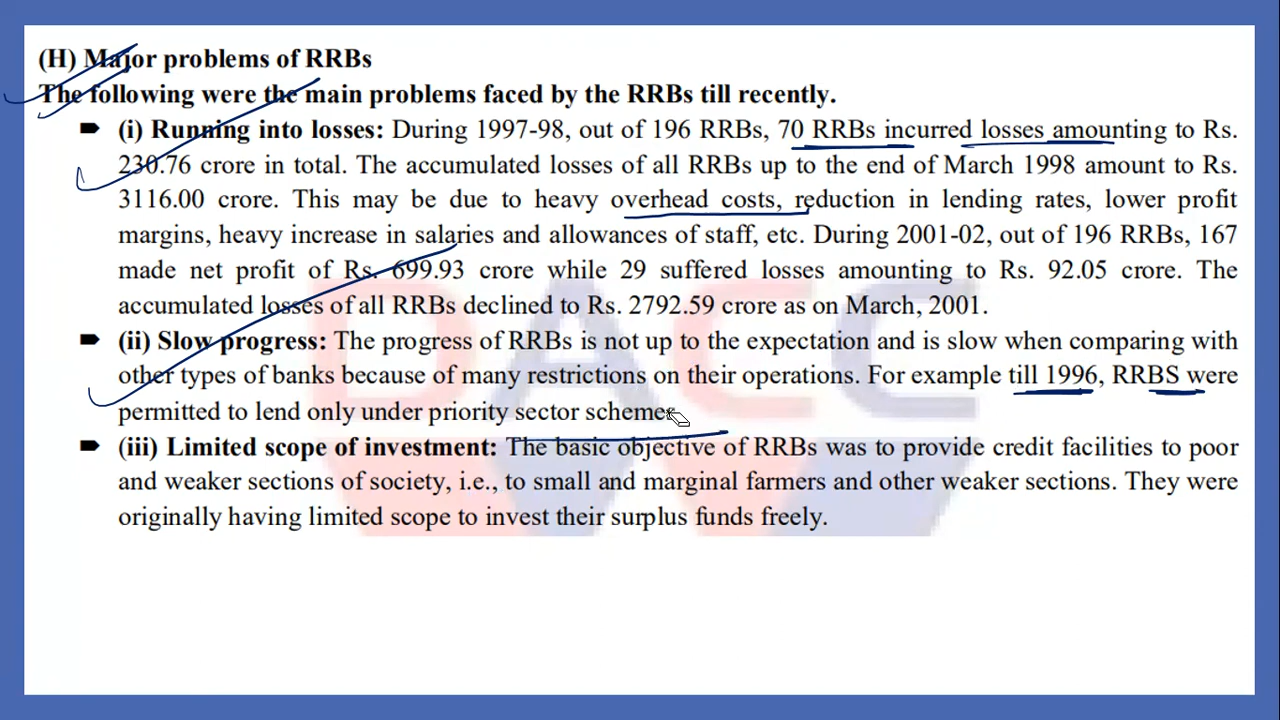 (H) Major problems of RRBs
The following were the main problems faced by the RRBs till recently.
(i) Running into losses: During 1997-98, out of 196 RRBs, 70 RRBs incurred losses amounting to Rs.
230.76 crore in total. The accumulated losses of all RRBs up to the end of March 1998 amount to Rs.
3116.00 crore. This may be due to heavy overhead costs, reduction in lending rates, lower profit
margins, heavy increase in salaries and allowances of staff, etc. During 2001-02, out of 196 RRBs, 167
made net profit of Rs. 699.93 crore while 29 suffered losses amounting to Rs. 92.05 crore. The
accumulated losses of all RRBs declined to Rs. 2792.59 crore as on March, 2001.
(ii) Slow progress: The progress of RRBs is not up to the expectation and is slow when comparing with
other types of banks because of many restrictions on their operations. For example till 1996, RRBS were
permitted to lend only under priority sector schemes
(iii) Limited scope of investment: The basic objective of RRBs was to provide credit facilities to poor
and weaker sections of society, i.e., to small and marginal farmers and other weaker sections. They were
originally having limited scope to invest their surplus funds freely.
DACC